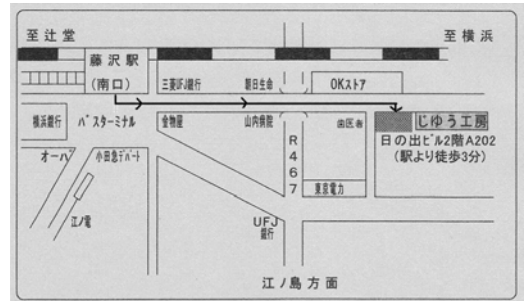 至辻堂
至横浜
藤沢駅
(南口)
三菱UFJ銀行
朝日生命
OKストア
横浜銀行
バスターミナル
金物屋
山内病院
歯医者
じゆう工房
日の出ビル2階A202
(駅より徒歩3分)
R467
オーパ
小田急デパート
東京電力
江ノ電
UFJ
銀行
江ノ島方面